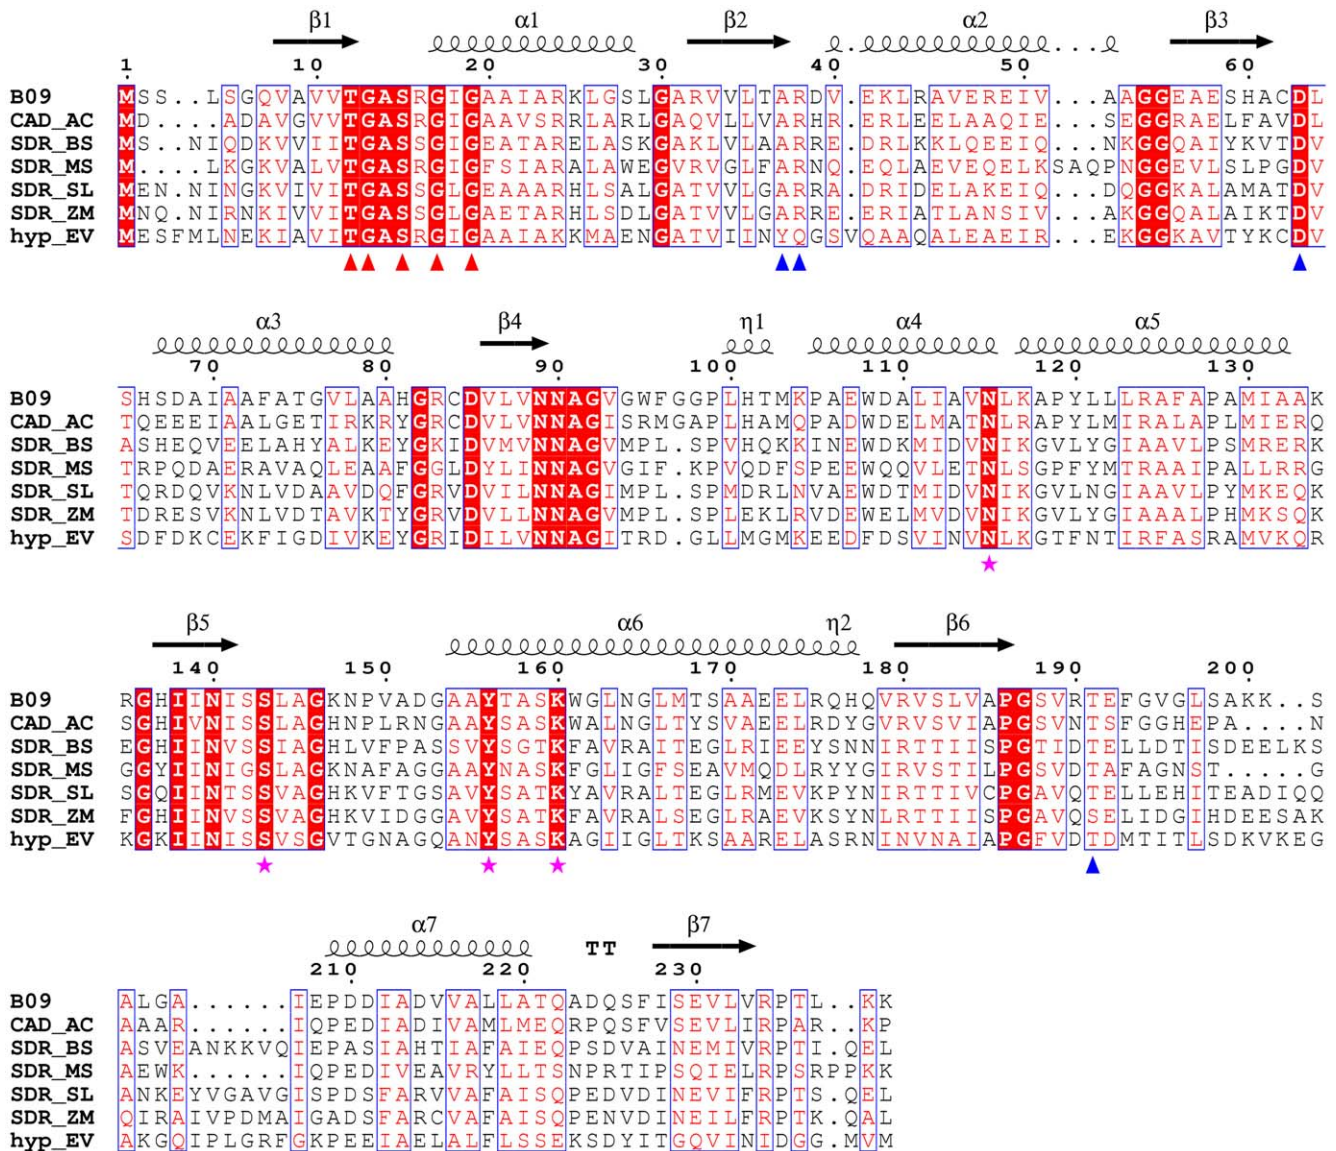 β1 α1 β2 α2 β3
1 10 20 30 40 50 60
B09 MSS..LSGQVAVVTGASRGIGAAIARKLGSLGARVVLTARDV.EKLRAVEREIV...AAGGEAESHACDL
CAD_AC MD....ADAVGVVTGASRGIGAAVSRRLARLGAQVLLVARHR.ERLEELAAQIE...SEGGRAELFAVDL
SDR_BS MS..NIQDKVVIITGASSGIGEATARELASKGAKLVLAARRE.DRLKKLQEEIQ...NKGGQAIYKVTDV
SDR_MS M....LKGKVALVTGASRGIGFSIARALAWEGVRVGLFARNQ.EQLAEVEQELKSAQPNGGEVLSLPGDV
SDR_SL MEN.NINGKVIVITGASSGLGEAAARHLSALGATVVLGARRA.DRIDELAKEIQ...DQGGKALAMATDV
SDR_ZM MNQ.NIRNKIVVITGASSGLGAETARHLSDLGATVVLGARRE.ERIATLANSIV...AKGGQALAIKTDV
hyp_EV MESFMLNEKIAVITGASRGIGAAIAKKMAENGATVIINYQGSVQAAQALEAEIR...EKGGKAVTYKCDV
α3 β4 η1 α4 α5
70 80 90 100 110 120 130
B09 SHSDAIAAFATGVLAAHGRCDVLVNNAGVGWFGGPLHTMKPAEWDALIAVNLKAPYLLLRAFAPAMIAAK
CAD_AC TQEEEIAALGETIRKRYGRCDVLVNNAGISRMGAPLHAMQPADWDELMATNLRAPYLMIRALAPLMIERQ
SDR_BS ASHEQVEELAHYALKEYGKIDVMVNNAGVMPL.SPVHQKKINEWDKMIDVNIKGVLYGIAAVLPSMRERK
SDR_MS TRPQDAERAVAQLEAAFGGLDYLINNAGVGIF.KPVQDFSPEEWQQVLETNLSGPFYMTRAAIPALLRRG
SDR_SL TQRDQVKNLVDAAVDQFGRVDVILNNAGIMPL.SPMDRLNVAEWDTMIDVNIKGVLNGIAAVLPYMKEQK
SDR_ZM TDRESVKNLVDTAVKTYGRVDVLLNNAGVMPL.SPLEKLRVDEWELMVDVNIKGVLYGIAAALPHMKSQK
hyp_EV SDFDKCEKFIGDIVKEYGRIDILVNNAGITRD.GLLMGMKEEDFDSVINVNLKGTFNTIRFASRAMVKQR
β5 α6 η2 β6
140 150 160 170 180 190 200
B09 RGHIINISSLAGKNPVADGAAYTASKWGLNGLMTSAAEELRQHQVRVSLVAPGSVRTEFGVGLSAKK..S
CAD_AC SGHIVNISSLAGKNPLRNGAAYAASKWALNGLTYSVAEELRDYGVRVSVIAPGSVNTSFGGHEPA....N
SDR_BS EGHIINVSSIAGHLVFPASSVYSGTKFAVRAITEGLRIEEYSNNIRTTIISPGTIDTELLDTISDEELKS
SDR_MS GGYIINIGSLAGKNAFAGGAAYNASKFGLIGFSEAVMQDLRYYGIRVSTILPGSVDTAFAGNST.....G
SDR_SL SGQIINTSSVAGHKVFTGSAVYSATKYAVRALTEGLRMEVKPYNIRTTIVCPGAVQTELLEHITEADIQQ
SDR_ZM FGHIINVSSVAGHKVIDGGAVYSATKFAVRALSEGLRAEVKSYNLRTTIISPGAVQSELIDGIHDEESAK
hyp_EV KGKIINISSVSGVTGNAGQANYSASKAGIIGLTKSAARELASRNINVNAIAPGFVDTDMTITLSDKVKEG
α7 TT β7
210 220 230
B09 ALGA......IEPDDIADVVALLATQADQSFISEVLVRPTL..KK
CAD_AC AAAR......IQPEDIADIVAMLMEQRPQSFVSEVLIRPAR..KP
SDR_BS ASVEANKKVQIEPASIAHTIAFAIEQPSDVAINEMIVRPTI.QEL
SDR_MS AEWK......IQPEDIVEAVRYLLTSNPRTIPSQIELRPSRPPKK
SDR_SL ANKEYVGAVGISPDSFARVVAFAISQPEDVDINEVIFRPTS.QEL
SDR_ZM QIRAIVPDMAIGADSFARCVAFAISQPENVDINEILFRPTK.QAL
hyp_EV AKGQIPLGRFGKPEEIAELALFLSSEKSDYITGQVINIDGG.MVM